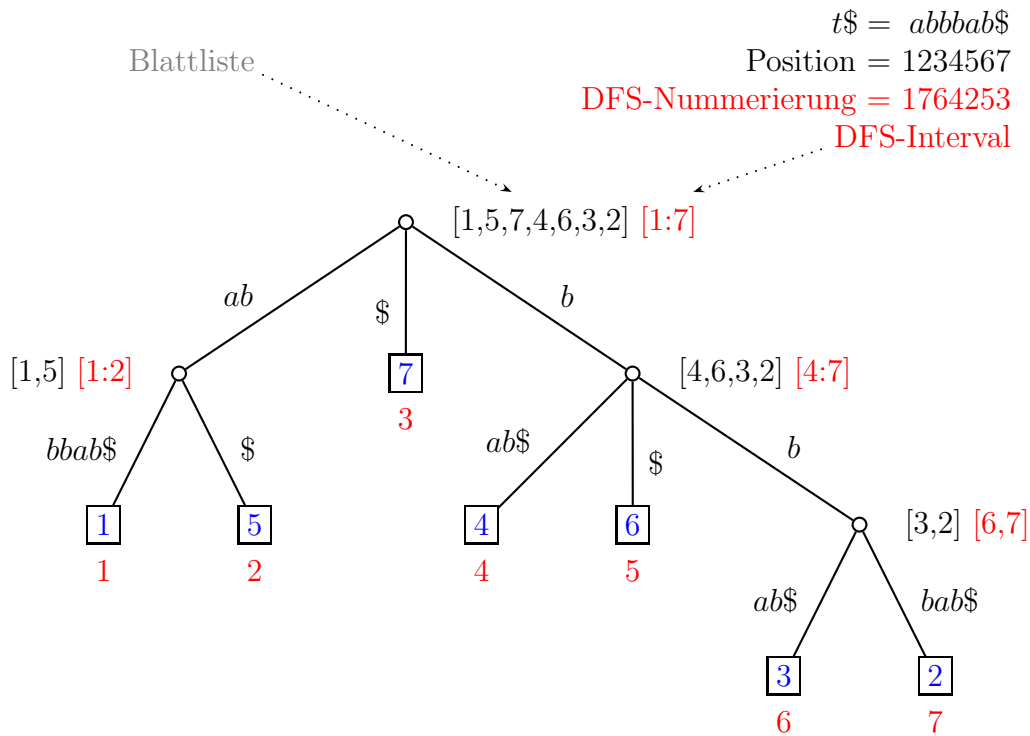 t$ = abbbab$
Blattliste
Position = 1234567
DFS-Nummerierung = 1764253
DFS-Interval
[1,5,7,4,6,3,2] [1:7]
ab
$
b
[1,5] [1:2]
7
[4,6,3,2] [4:7]
3
bbab$
$
ab$
$
b
1
5
4
6
[3,2] [6,7]
1
2
4
5
ab$
bab$
3
2
6
7